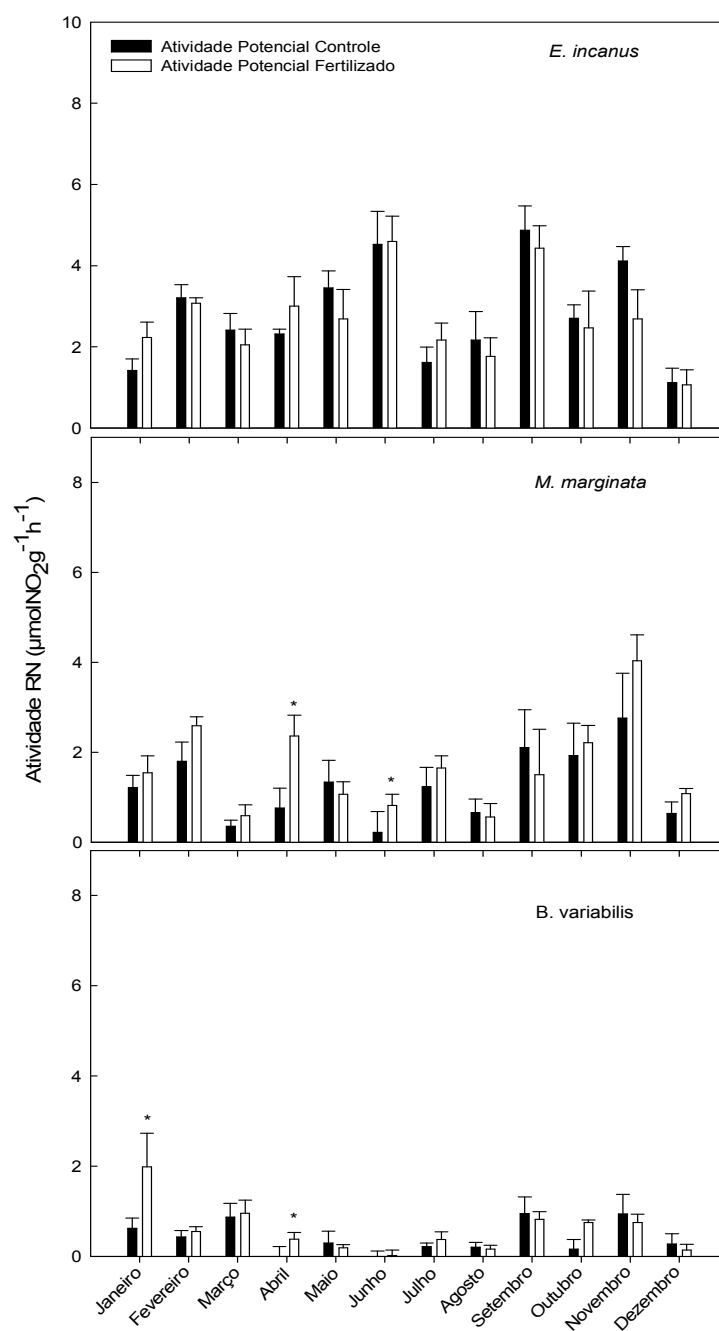 10
Atividade Potencial Controle
Atividade Potencial Fertilizado
E. incanus
8
6
4
2
0
M. marginata
8
6
4
*
2
*
0
B. variabilis
8
6
4
*
2
*
0
Atividade RN (µmolNO2g-1h-1)
Janeiro
Fevereiro
Março
Abril
Maio
Junho
Julho
Agosto
Setembro
Outubro
Novembro
Dezembro